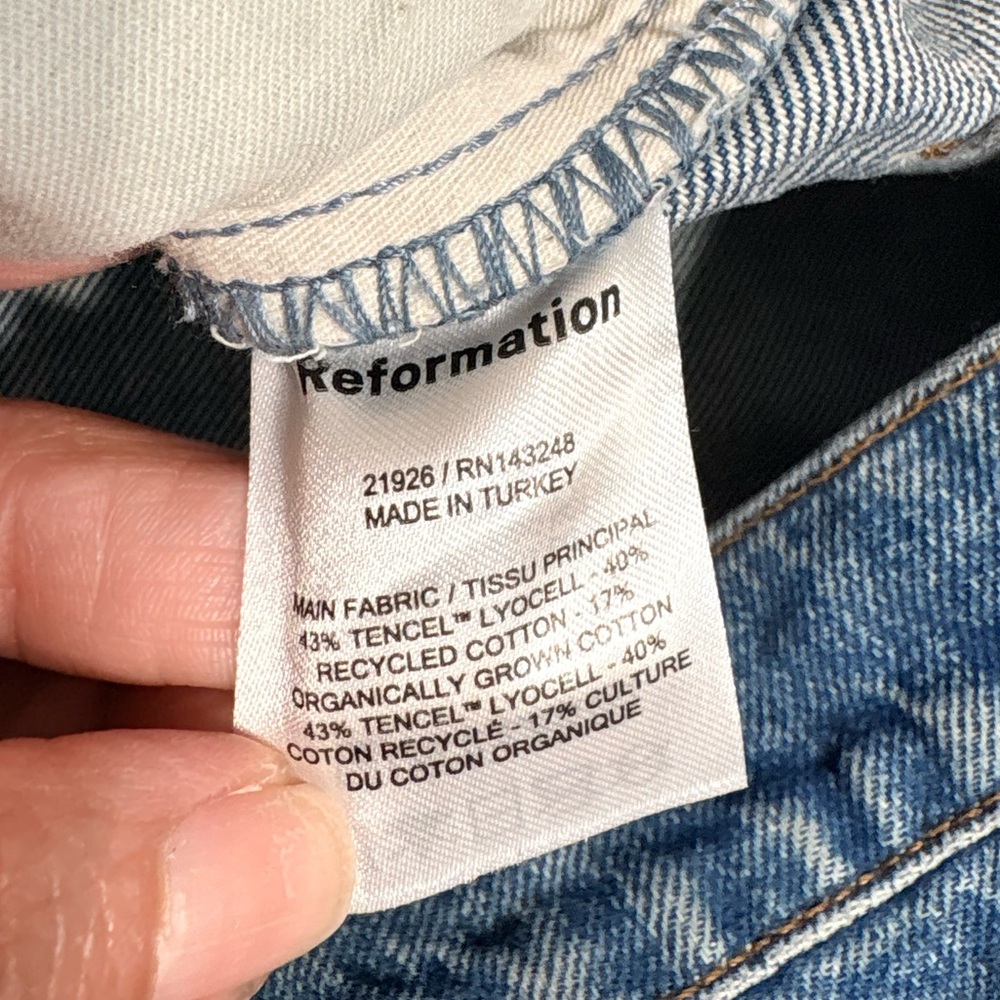 Reformation
21926 / RN143248
MADE IN TURKEY
MAIN FABRIC / TISSU PRINCIPAL
43% TENCEL™ LYOCELL - 40%
RECYCLED COTTON - 17%
ORGANICALLY GROWN COTTON
43% TENCEL™ LYOCELL - 40%
COTON RECYCLÉ - 17% CULTURE
DU COTON ORGANIQUE